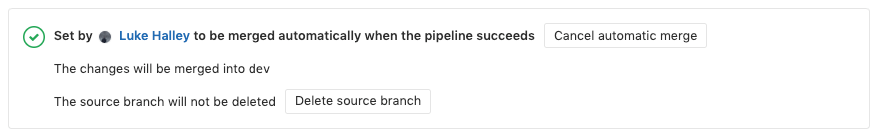 Set by Luke Halley to be merged automatically when the pipeline succeeds Cancel automatic merge
The changes will be merged into dev
The source branch will not be deleted Delete source branch